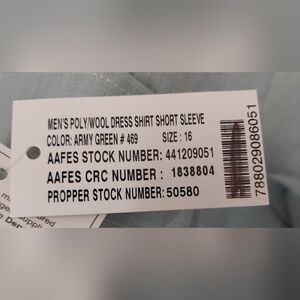 MEN'S POLY/WOOL DRESS SHIRT SHORT SLEEVE
COLOR: ARMY GREEN # 469 SIZE : 16
AAFES STOCK NUMBER: 441209051
AAFES CRC NUMBER : 1838804
PROPPER STOCK NUMBER: 50580
788029086051